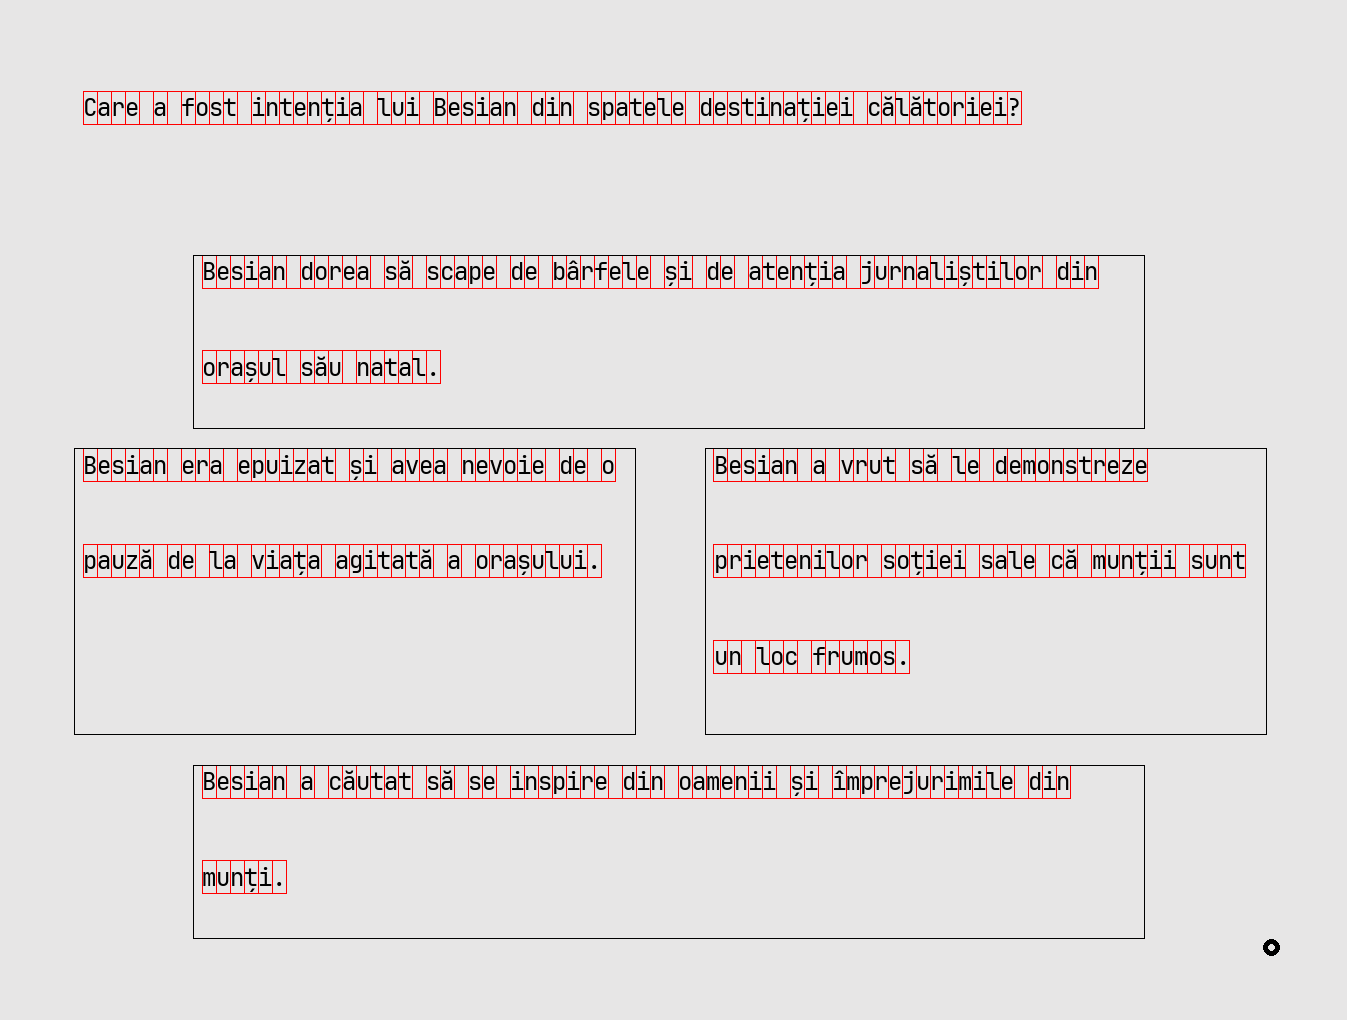 Care a fost intenția lui Besian din spatele destinației călătoriei?
Besian dorea să scape de bârfele și de atenția jurnaliștilor din
orașul său natal.
Besian era epuizat și avea nevoie de o
pauză de la viața agitată a orașului.
Besian a vrut să le demonstreze
prietenilor soției sale că munții sunt
un loc frumos.
Besian a căutat să se inspire din oamenii și împrejurimile din
munți.